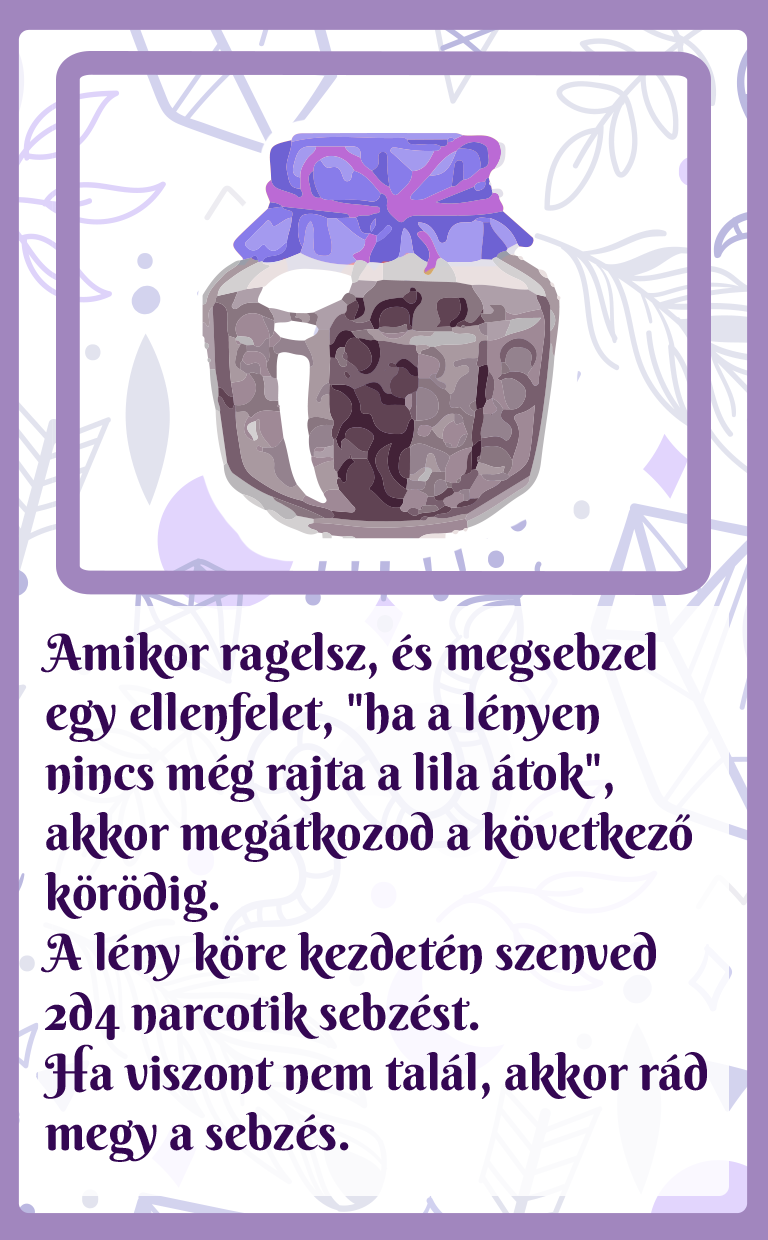 Amikor ragelsz, és megsebzel
egy ellenfelet, "ha a lényen
nincs még rajta a lila átok",
akkor megátkozod a következő
körödig.
A lény köre kezdetén szenved
2d4 narcotik sebzést.
Ha viszont nem talál, akkor rád
megy a sebzés.